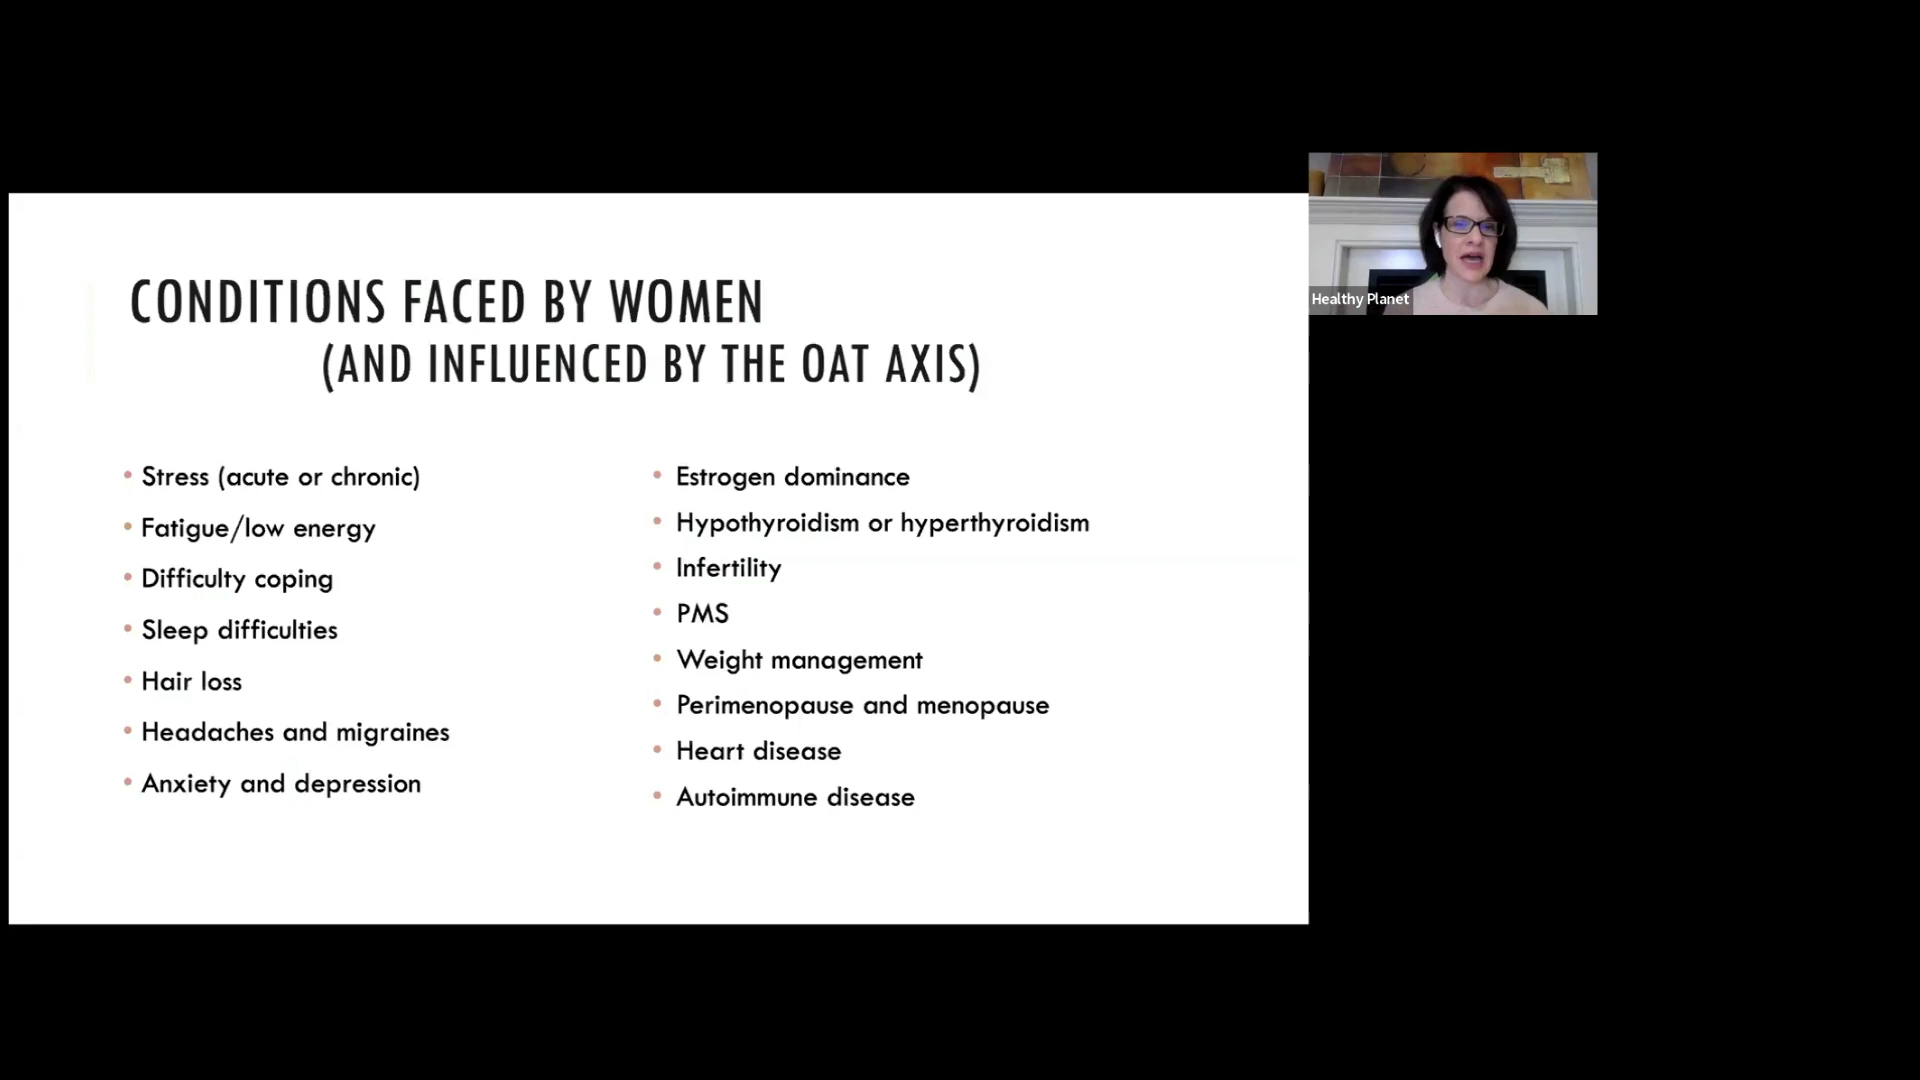 CONDITIONS FACED BY WOMEN
(AND INFLUENCED BY THE OAT AXIS)
• Stress (acute or chronic)
• Fatigue/low energy
• Difficulty coping
• Sleep difficulties
• Hair loss
• Headaches and migraines
• Anxiety and depression
• Estrogen dominance
• Hypothyroidism or hyperthyroidism
• Infertility
• PMS
• Weight management
• Perimenopause and menopause
• Heart disease
• Autoimmune disease
Healthy Planet